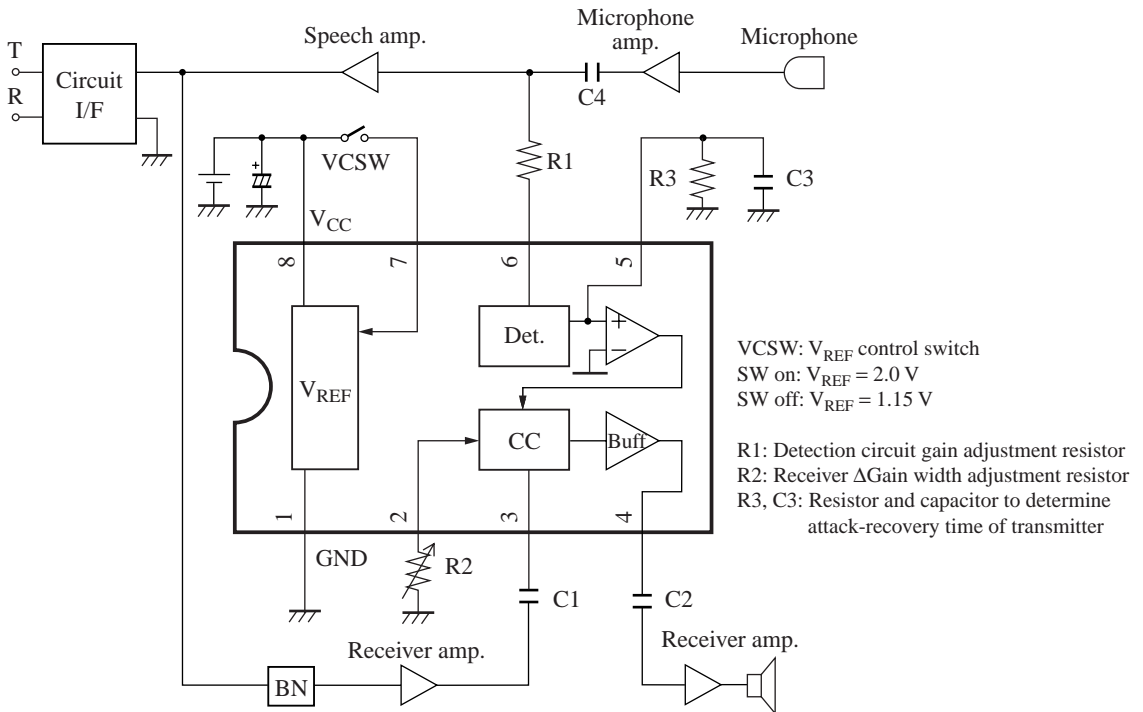 Microphone
amp.
Speech amp.
Microphone
T
R
Circuit
I/F
C4
VCSW
R1
R3
C3
+
VCC
8
7
6
5
VREF
Det.
+
−
CC
Buff
1
2
3
4
GND
R2
C1
C2
BN
Receiver amp.
Receiver amp.
VCSW: VREF control switch
SW on: VREF = 2.0 V
SW off: VREF = 1.15 V
R1: Detection circuit gain adjustment resistor
R2: Receiver ΔGain width adjustment resistor
R3, C3: Resistor and capacitor to determine
attack-recovery time of transmitter